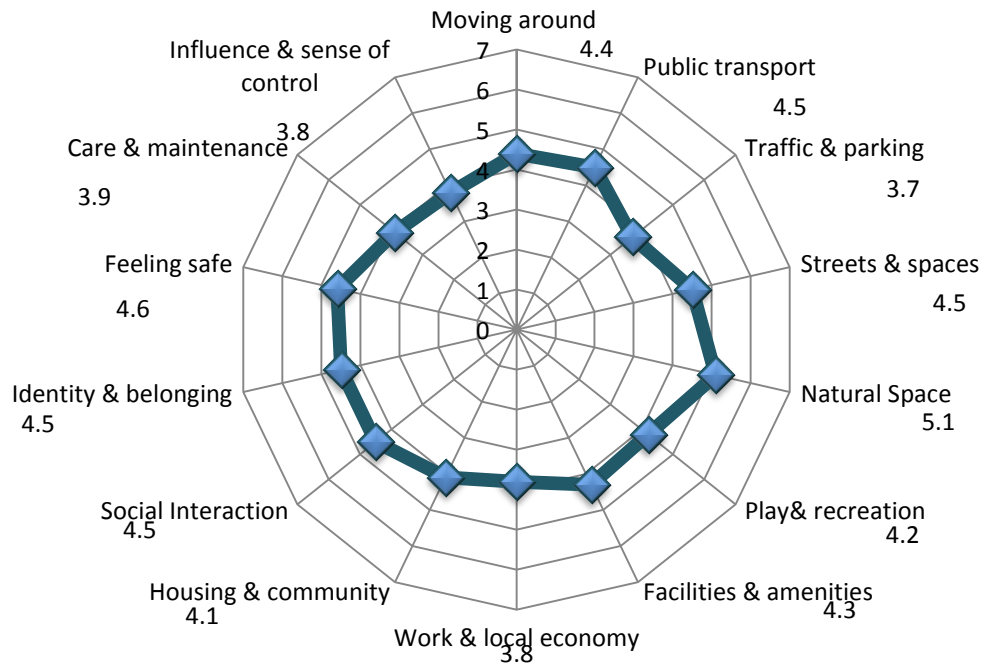 Moving around
4.4
Public transport
4.5
Traffic & parking
3.7
Streets & spaces
4.5
Natural Space
5.1
Play& recreation
4.2
Facilities & amenities
4.3
Work & local economy
3.8
Housing & community
4.1
Social Interaction
4.5
Identity & belonging
4.5
Feeling safe
4.6
Care & maintenance
3.9
Influence & sense of
control
3.8
7
6
5
4
3
2
1
0